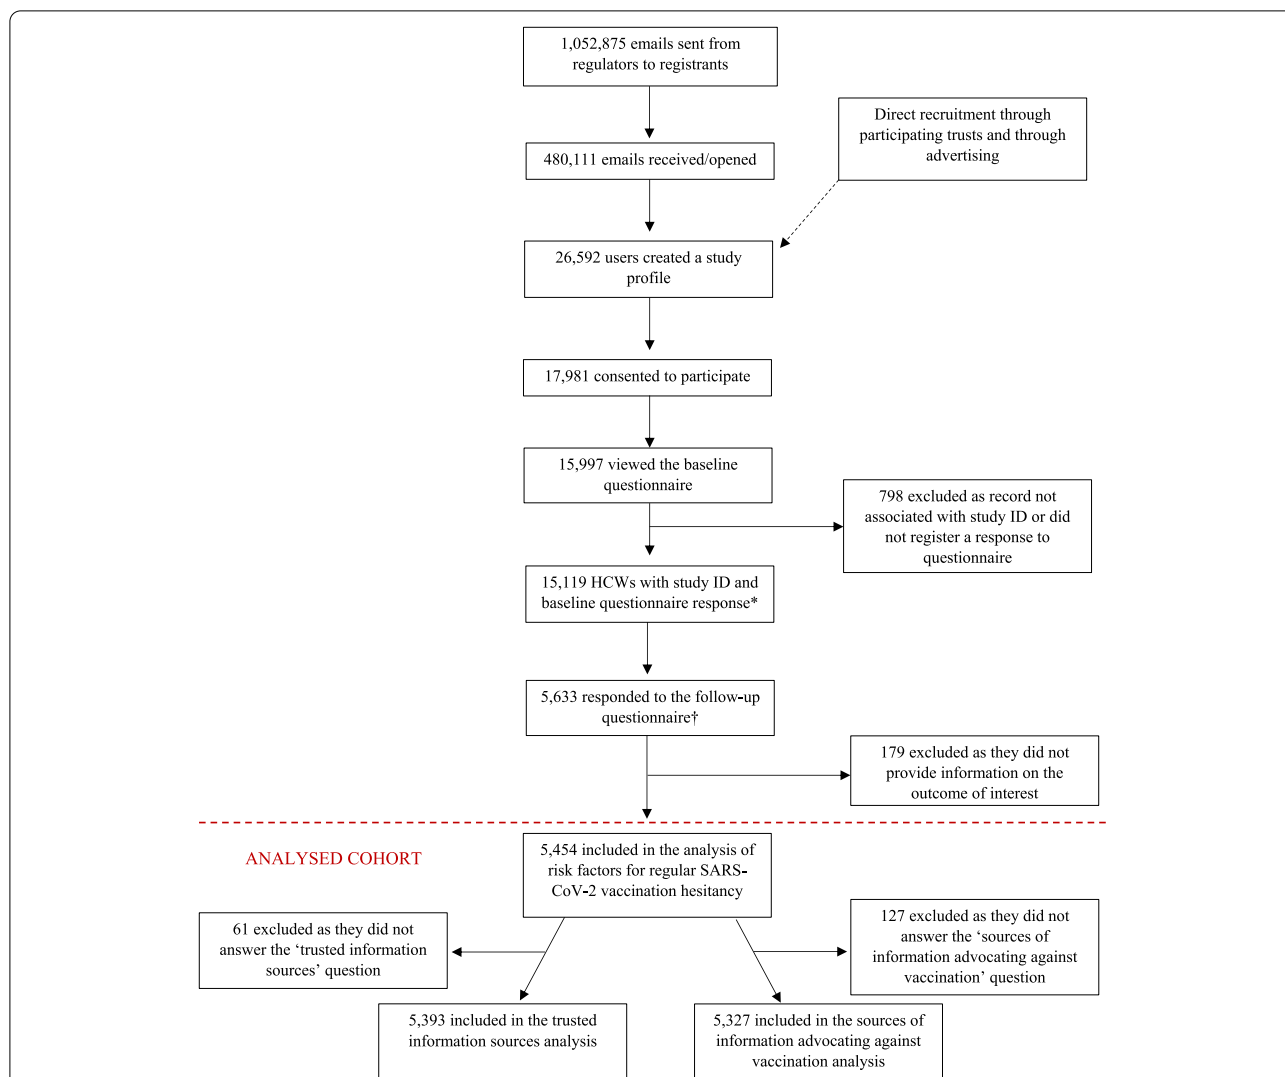 1,052,875 emails sent from
regulators to registrants
Direct recruitment through
participating trusts and through
advertising
480,111 emails received/opened
26,592 users created a study
profile
17,981 consented to participate
15,997 viewed the baseline
questionnaire
798 excluded as record not
associated with study ID or did
not register a response to
questionnaire
15,119 HCWs with study ID and
baseline questionnaire response*
5,633 responded to the follow-up
questionnaire†
179 excluded as they did not
provide information on the
outcome of interest
ANALYSED COHORT
5,454 included in the analysis of
risk factors for regular SARS-
CoV-2 vaccination hesitancy
61 excluded as they did not
answer the ‘trusted information
sources’ question
127 excluded as they did not
answer the ‘sources of
information advocating against
vaccination’ question
5,393 included in the trusted
information sources analysis
5,327 included in the sources of
information advocating against
vaccination analysis